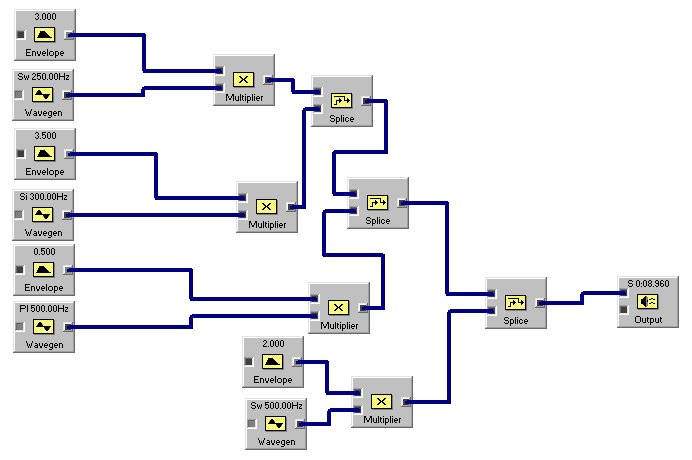 3.000
Envelope
Sw 250.00Hz
Wavegen
Multiplier
Splice
3.500
Envelope
Si 300.00Hz
Wavegen
Multiplier
Splice
0.500
Envelope
Pl 500.00Hz
Wavegen
Multiplier
Splice
S 0:08.960
Output
2.000
Envelope
Sw 500.00Hz
Wavegen
Multiplier